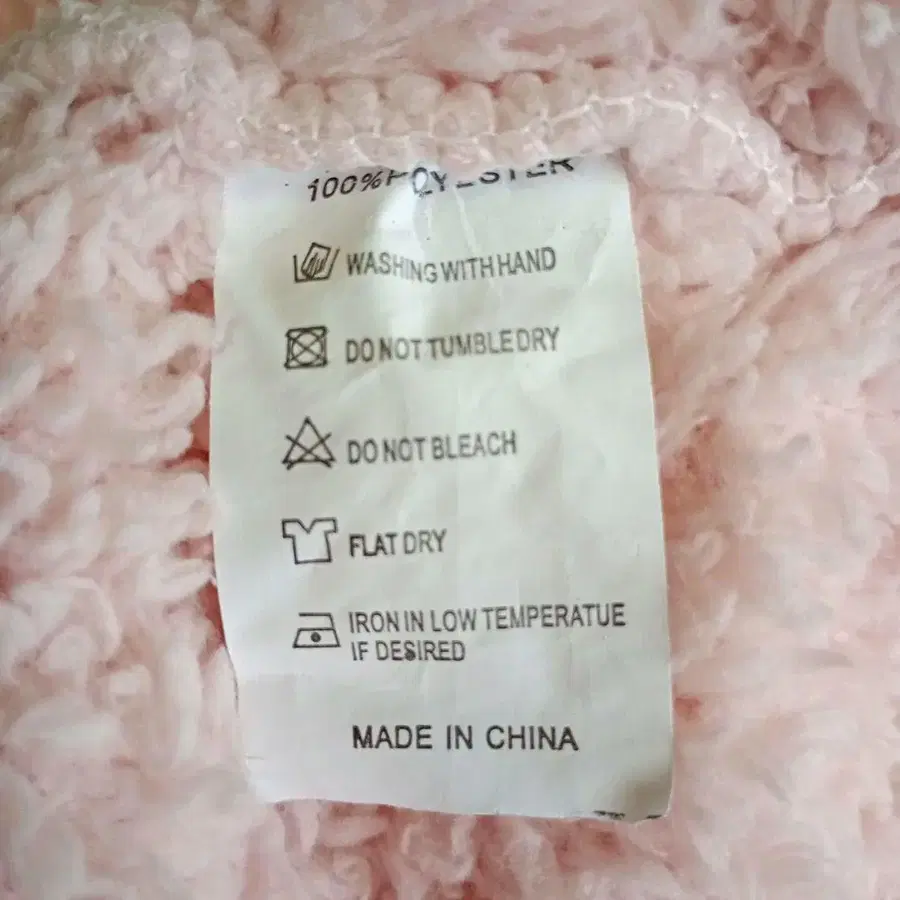 100% POLYESTER
WASHING WITH HAND
DO NOT TUMBLE DRY
DO NOT BLEACH
FLAT DRY
IRON IN LOW TEMPERATUE
IF DESIRED
MADE IN CHINA